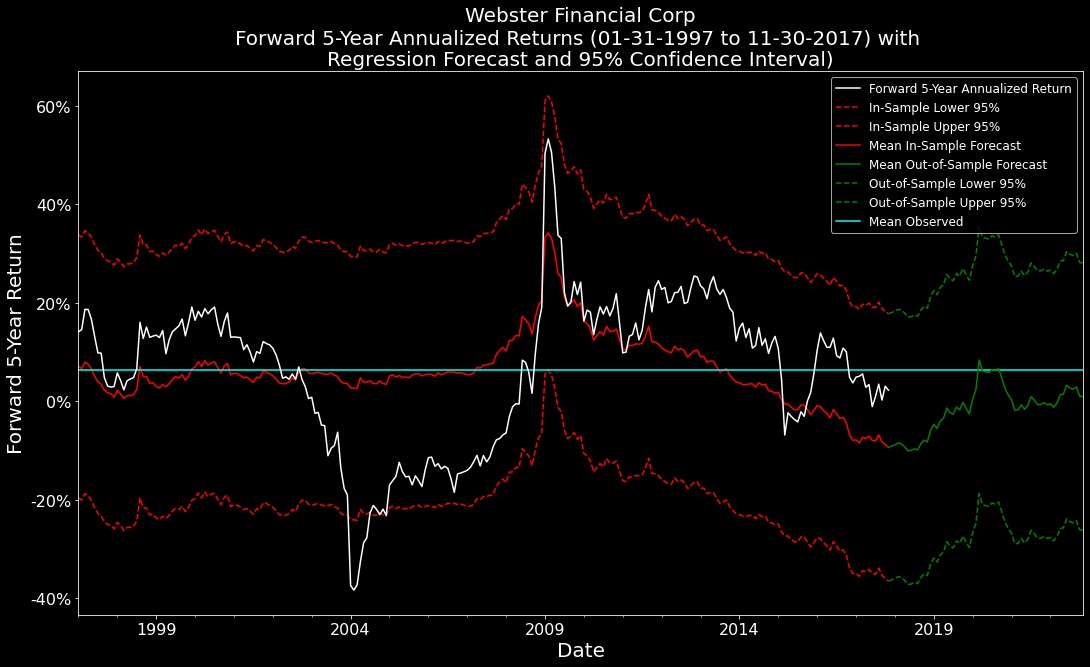 Webster Financial Corp
Forward 5-Year Annualized Returns (01-31-1997 to 11-30-2017) with
Regression Forecast and 95% Confidence Interval)
Forward 5-Year Annualized Return
In-Sample Lower 95%
In-Sample Upper 95%
Mean In-Sample Forecast
Mean Out-of-Sample Forecast
Out-of-Sample Lower 95%
Out-of-Sample Upper 95%
Mean Observed
Forward 5-Year Return
60%
40%
20%
0%
-20%
-40%
1999
2004
2009
2014
2019
Date